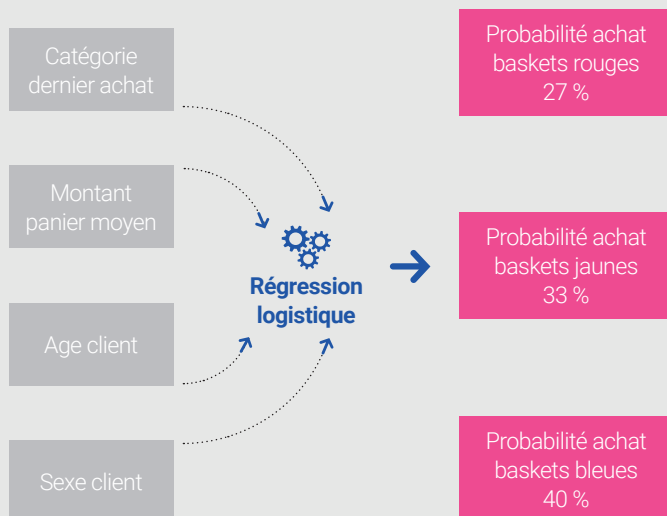 Catégorie
dernier achat
Montant
panier moyen
Age client
Sexe client
Régression
logistique
Probabilité achat
baskets rouges
27 %
Probabilité achat
baskets jaunes
33 %
Probabilité achat
baskets bleues
40 %